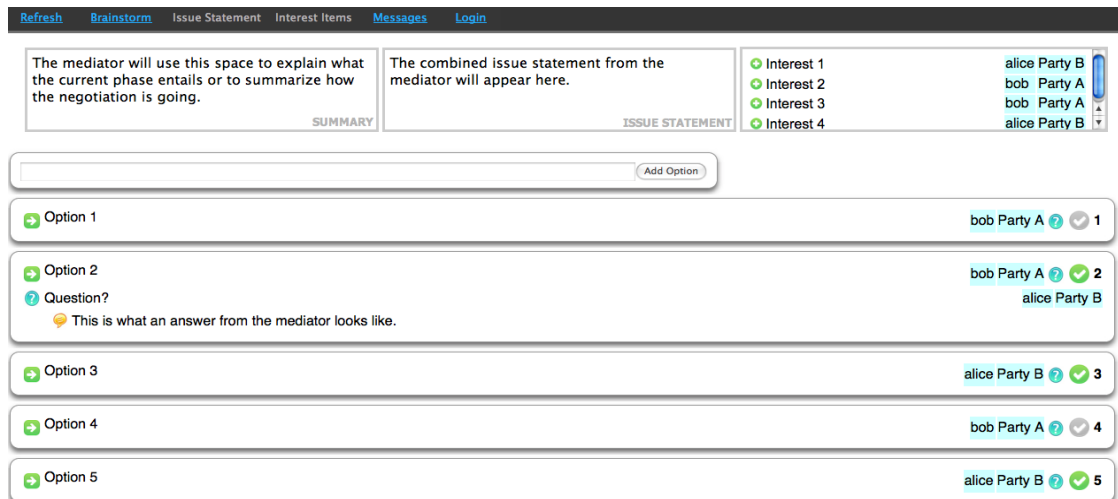 Refresh Brainstorm Issue Statement Interest Items Messages Login
The mediator will use this space to explain what
the current phase entails or to summarize how
the negotiation is going.
SUMMARY
The combined issue statement from the
mediator will appear here.
ISSUE STATEMENT
Interest 1 alice Party B
Interest 2 bob Party A
Interest 3 bob Party A
Interest 4 alice Party B
Add Option
Option 1 bob Party A ? 1
Option 2 bob Party A ? 2
? Question? alice Party B
This is what an answer from the mediator looks like.
Option 3 alice Party B ? 3
Option 4 bob Party A ? 4
Option 5 alice Party B ? 5